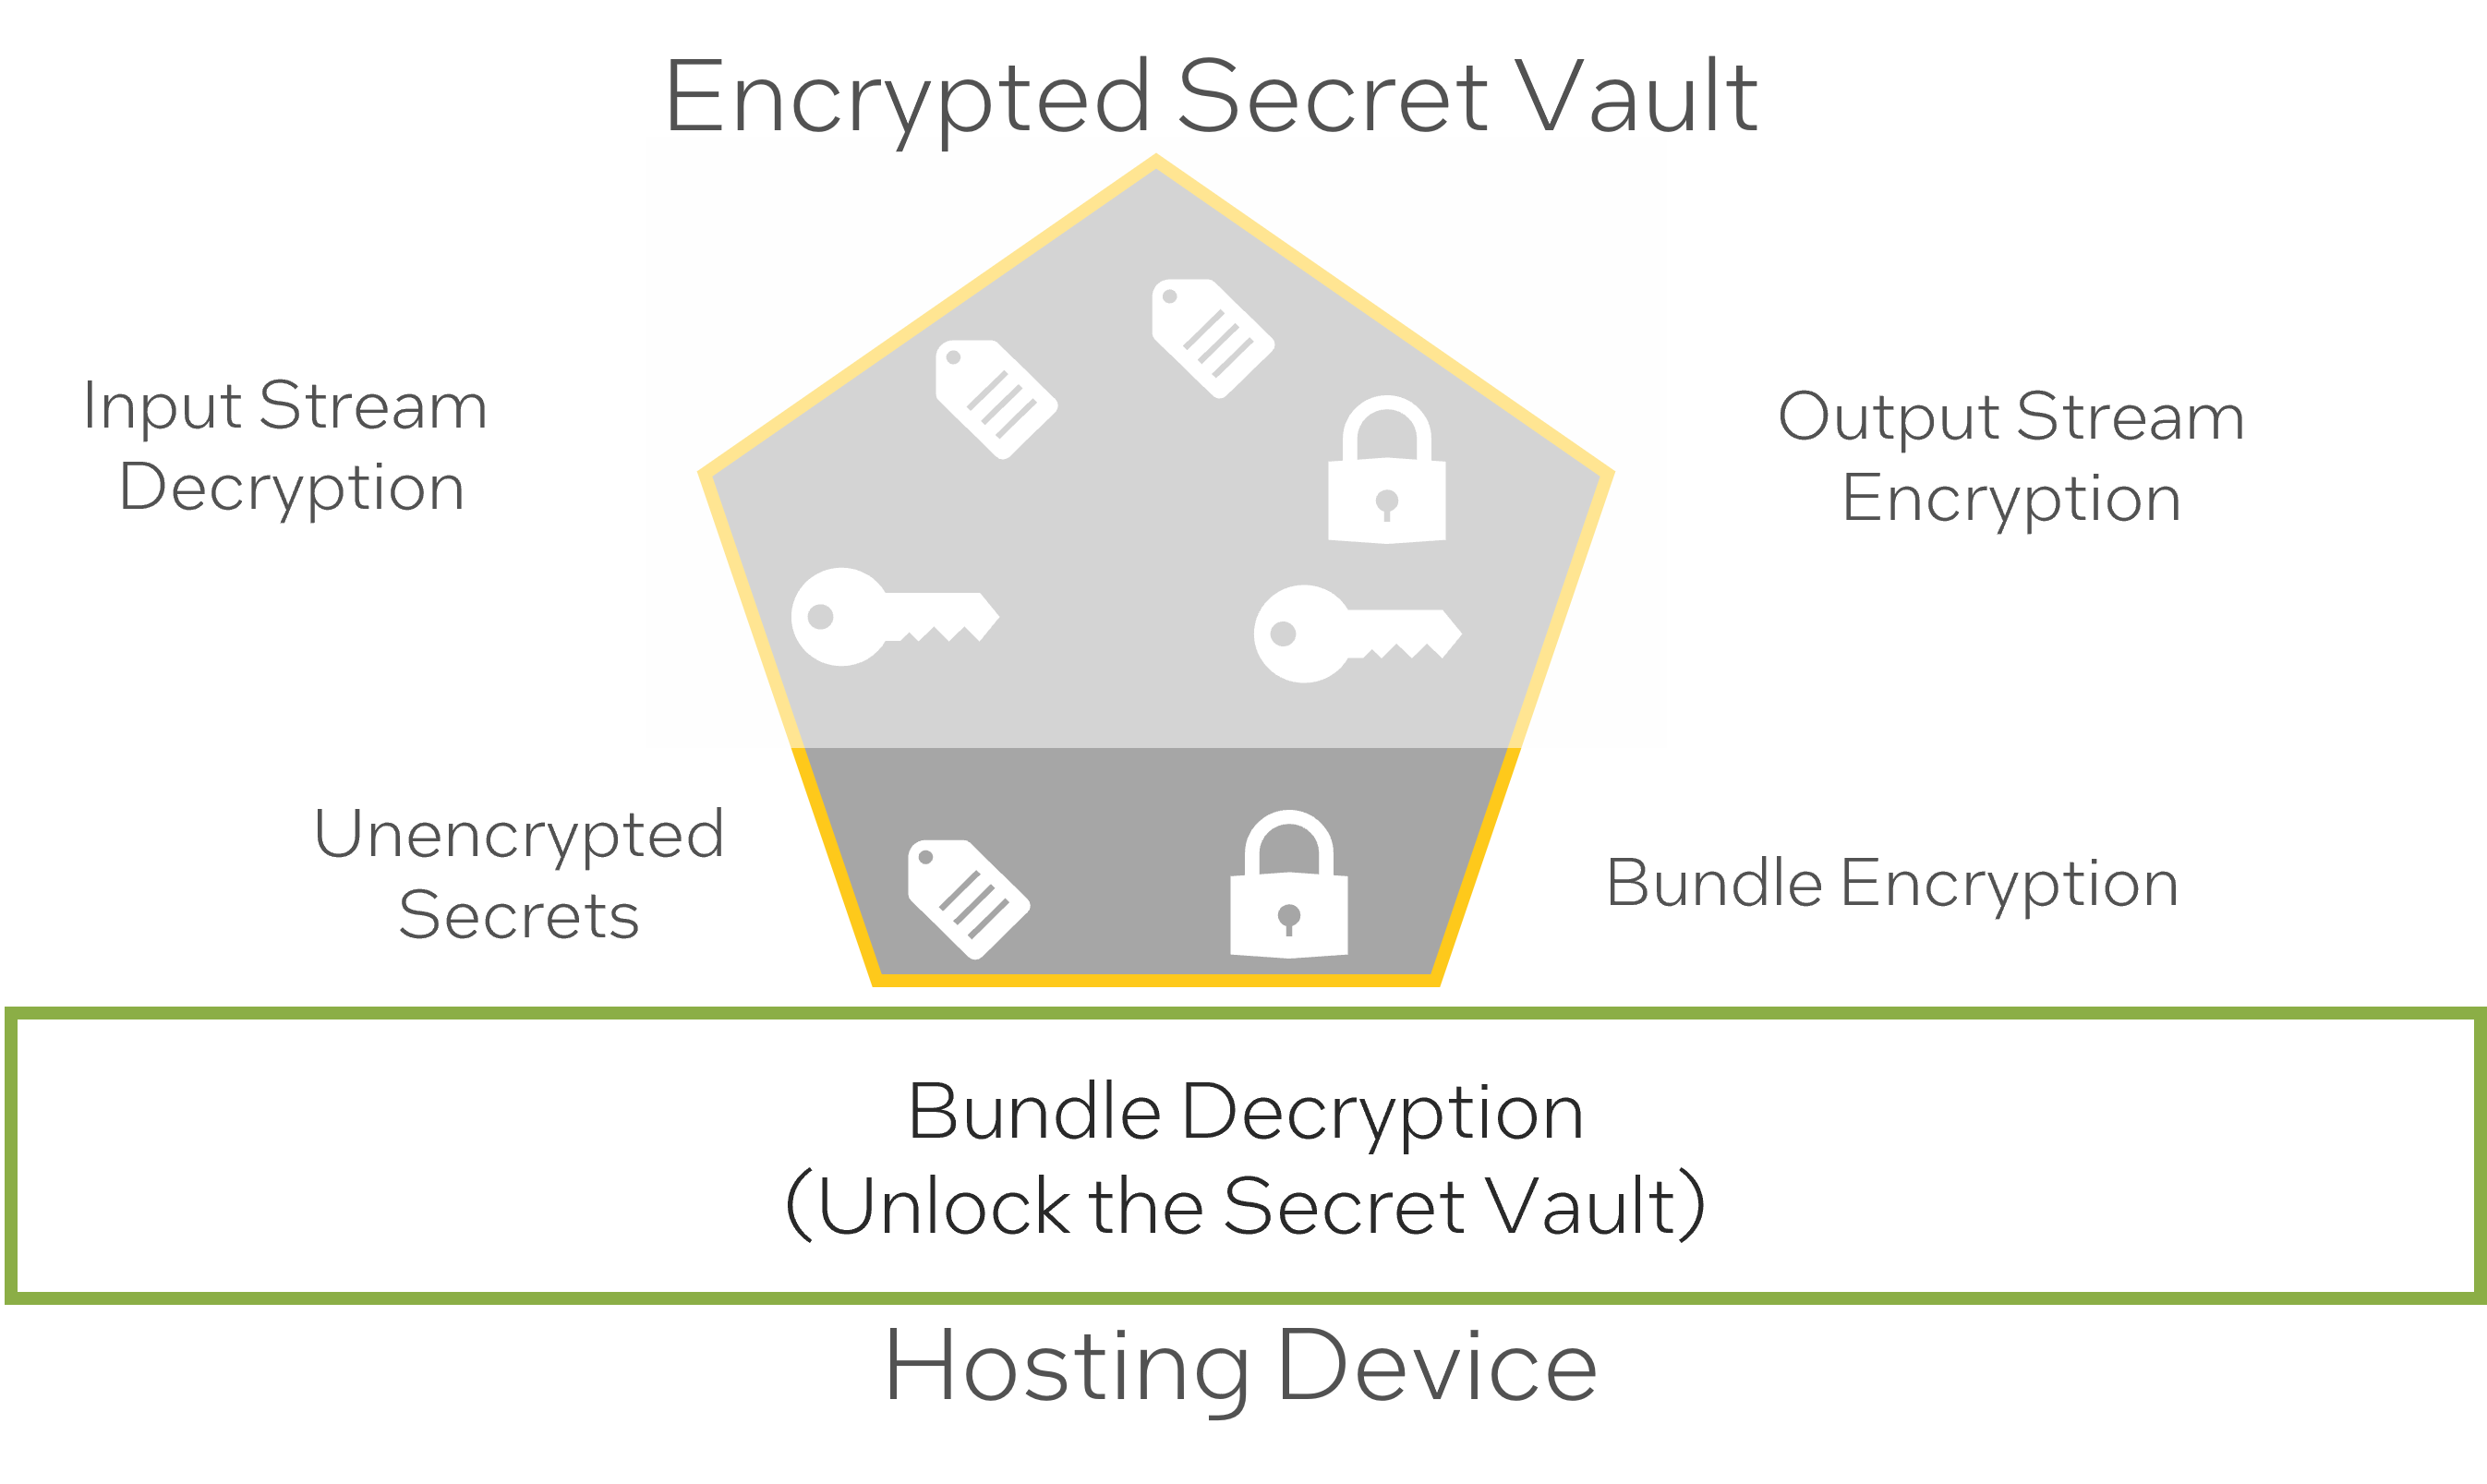 Encrypted Secret Vault
Input Stream
Decryption
Output Stream
Encryption
Unencrypted
Secrets
Bundle Encryption
Bundle Decryption
(Unlock the Secret Vault)
Hosting Device